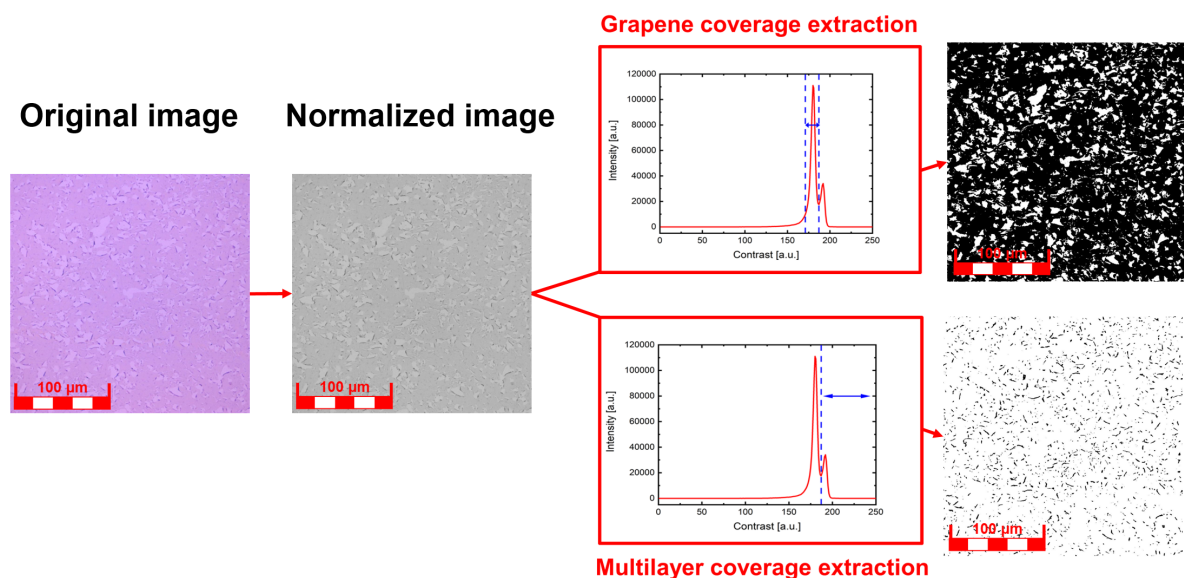 Grapene coverage extraction
Original image
Normalized image
100 µm
100 µm
120000
100000
80000
60000
40000
20000
0
Intensity [a.u.]
0 50 100 150 200 250
Contrast [a.u.]
100 µm
120000
100000
80000
60000
40000
20000
0
Intensity [a.u.]
0 50 100 150 200 250
Contrast [a.u.]
100 µm
Multilayer coverage extraction